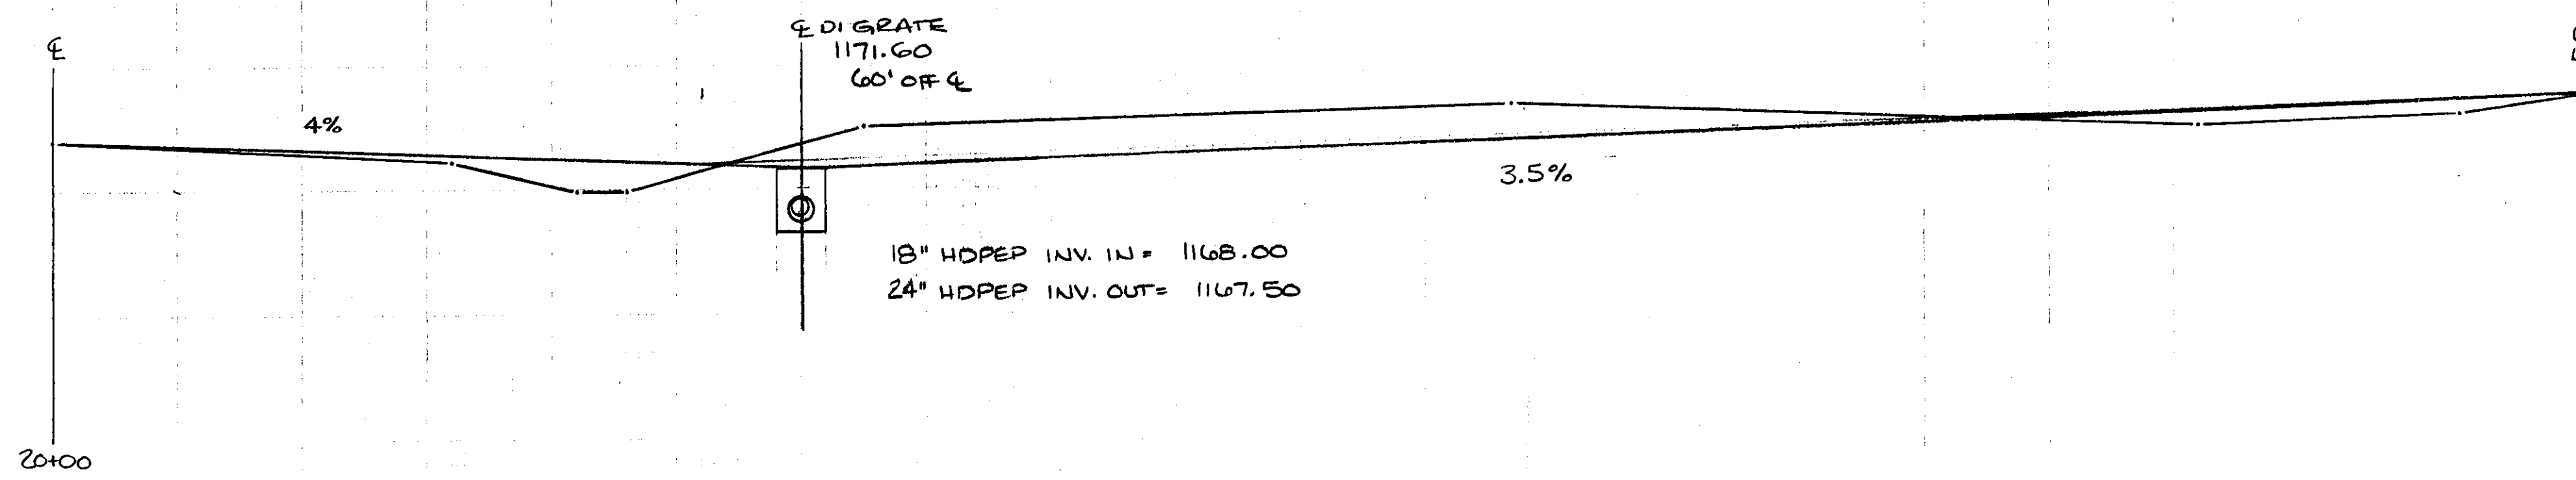 ℄
℄ DI GRATE
1171.60
60' OFF ℄
4%
3.5%
18" HDPEP INV. IN = 1168.00
24" HDPEP INV. OUT = 1167.50
20+00